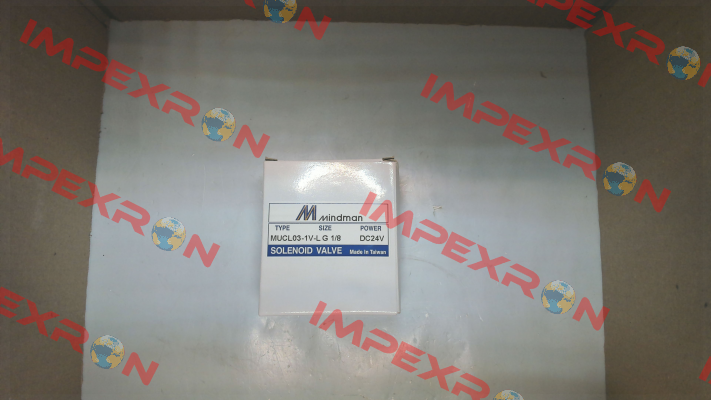 Mindman
TYPE SIZE POWER
MUCL03-1V-L G 1/8 DC24V
SOLENOID VALVE Made in Taiwan
IMPEXRON
IMPEXRON
IMPEXRON
IMPEXRON
IMPEXRON
IMPEXRON
IMPEXRON